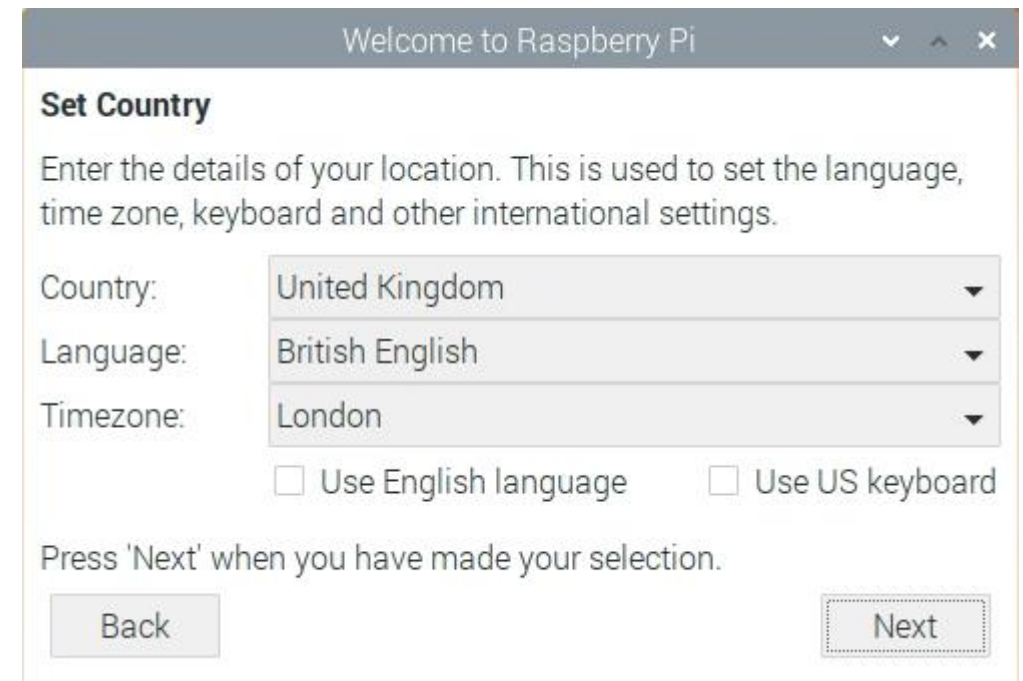 Welcome to Raspberry Pi
Set Country
Enter the details of your location. This is used to set the language,
time zone, keyboard and other international settings.
Country: United Kingdom
Language: British English
Timezone: London
Use English language Use US keyboard
Press 'Next' when you have made your selection.
Back Next